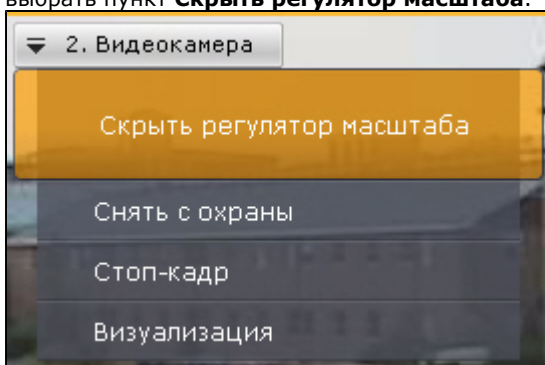 выбрать пункт Скрыть регулятор масштаба.
2. Видеокамера
Скрыть регулятор масштаба
Снять с охраны
Стоп-кадр
Визуализация